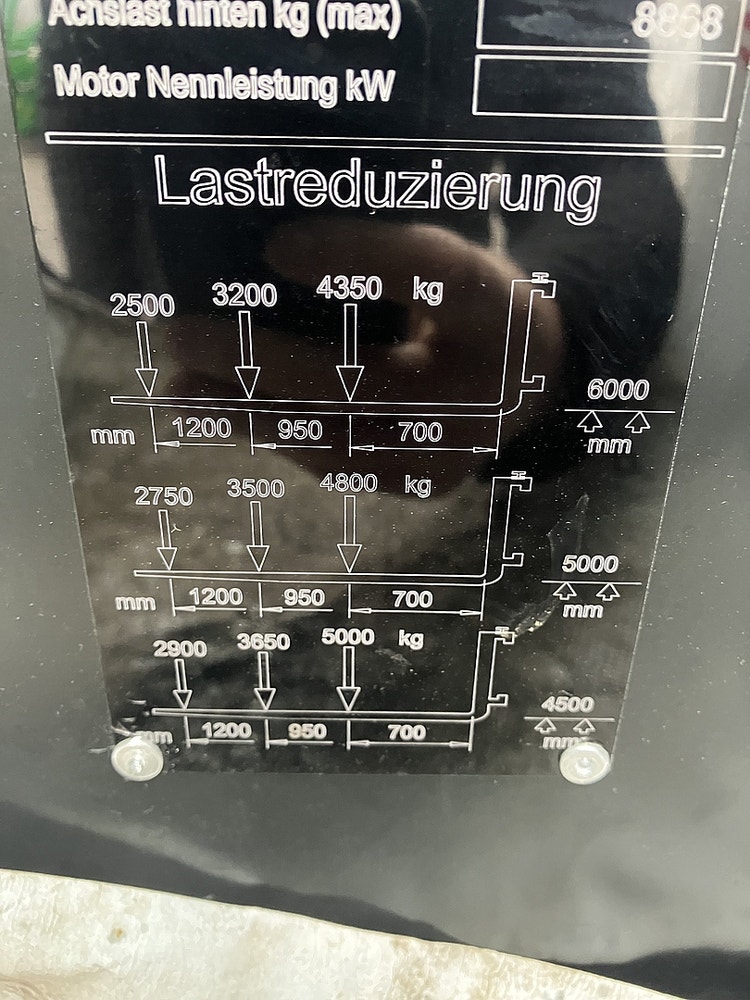 Achslast hinten kg (max) 8868
Motor Nennleistung kW
Lastreduzierung
2500 3200 4350 kg
6000
mm 1200 950 700 mm
2750 3500 4800 kg
5000
mm 1200 950 700 mm
2900 3650 5000 kg
4500
mm 1200 950 700 mm